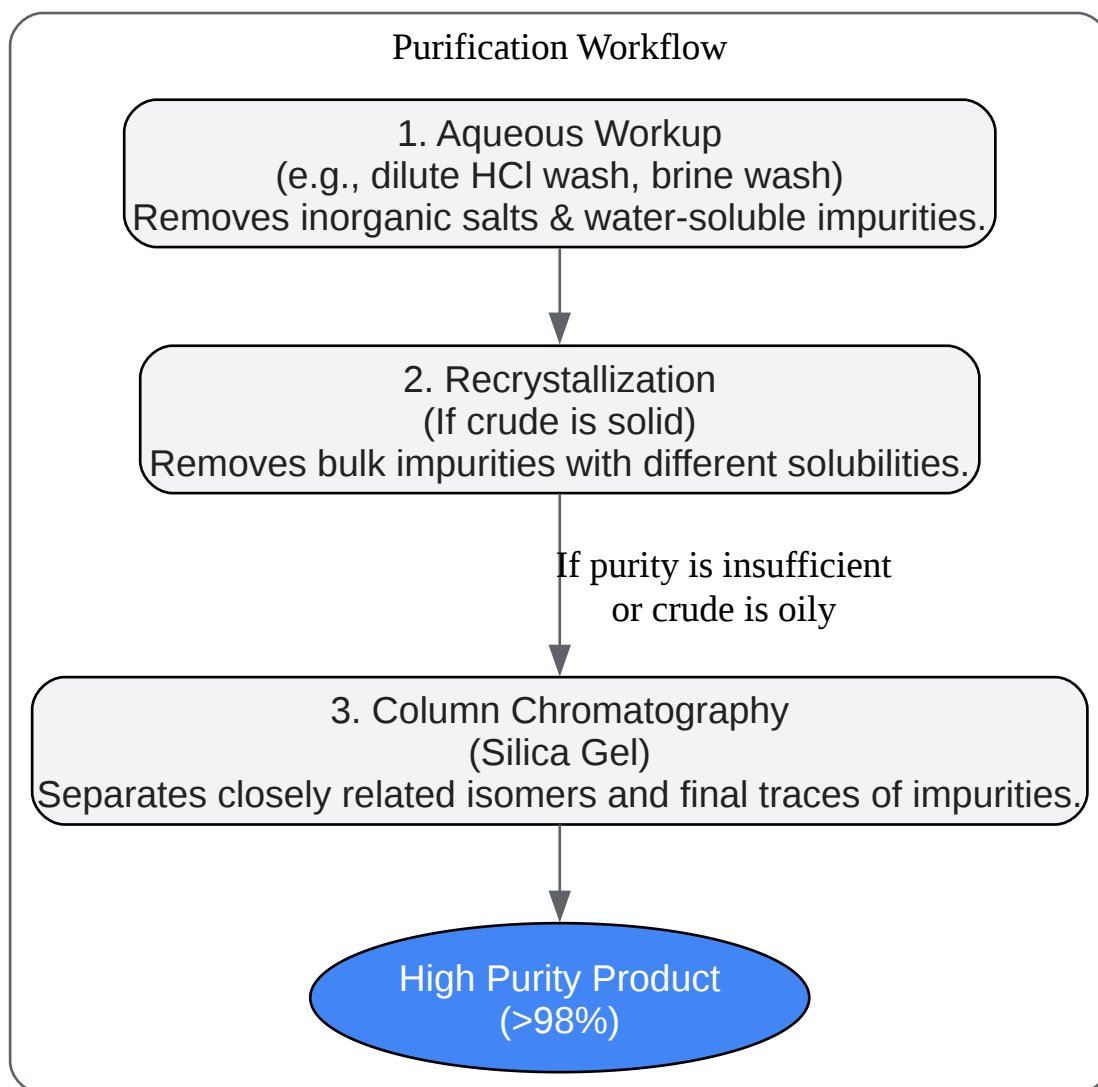 Purification Workflow
1. Aqueous Workup
(e.g., dilute HCl wash, brine wash)
Removes inorganic salts & water-soluble impurities.
2. Recrystallization
(If crude is solid)
Removes bulk impurities with different solubilities.
If purity is insufficient
or crude is oily
3. Column Chromatography
(Silica Gel)
Separates closely related isomers and final traces of impurities.
High Purity Product
(>98%)